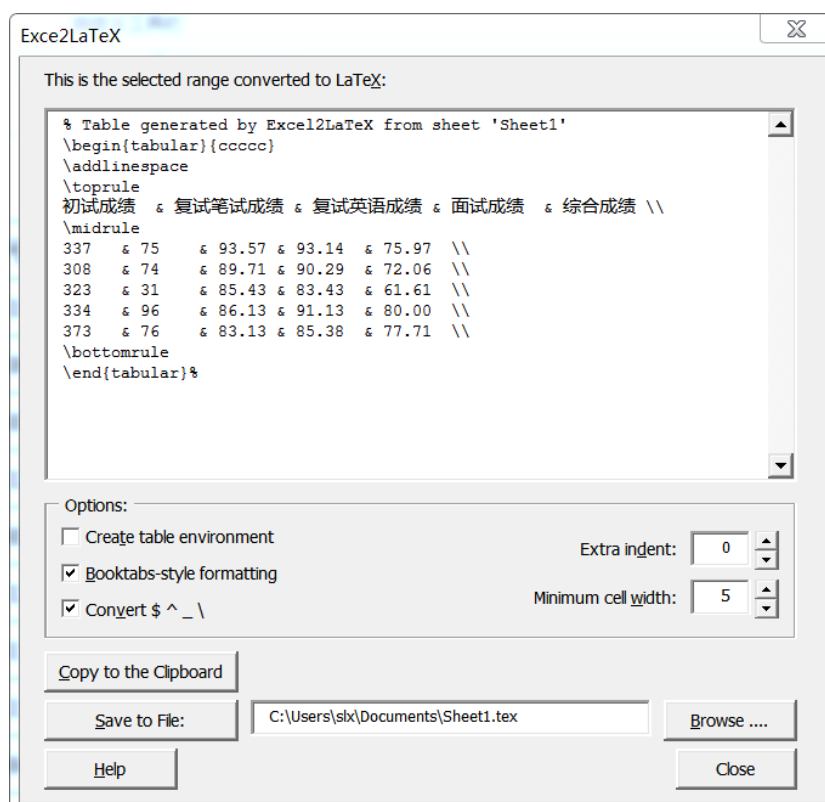 Exce2LaTeX
This is the selected range converted to LaTeX:
% Table generated by Excel2LaTeX from sheet 'Sheet1'
\begin{tabular}{ccccc}
\addlinespace
\toprule
初试成绩 & 复试笔试成绩 & 复试英语成绩 & 面试成绩 & 综合成绩 \\
\midrule
337 & 75 & 93.57 & 93.14 & 75.97 \\
308 & 74 & 89.71 & 90.29 & 72.06 \\
323 & 31 & 85.43 & 83.43 & 61.61 \\
334 & 96 & 86.13 & 91.13 & 80.00 \\
373 & 76 & 83.13 & 85.38 & 77.71 \\
\bottomrule
\end{tabular}%
Options:
Create table environment
Extra indent: 0
Booktabs-style formatting
Minimum cell width: 5
Convert $ ^ _ \
Copy to the Clipboard
Save to File: C:\Users\slx\Documents\Sheet1.tex Browse ....
Help Close